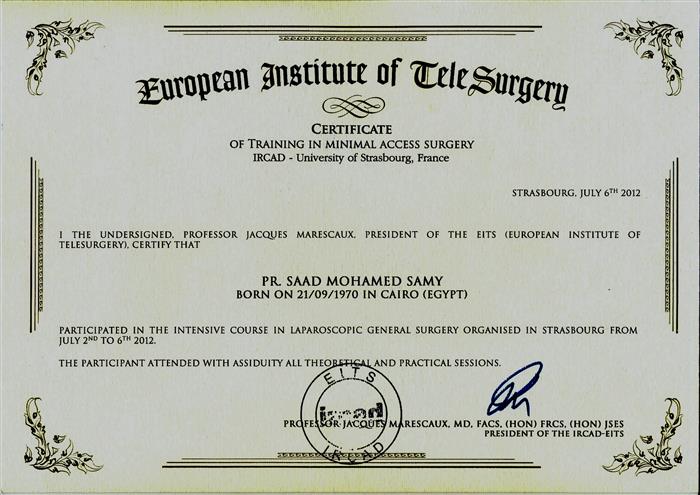 European Institute of TeleSurgery
CERTIFICATE
OF TRAINING IN MINIMAL ACCESS SURGERY
IRCAD - University of Strasbourg, France
STRASBOURG, JULY 6TH 2012
I THE UNDERSIGNED, PROFESSOR JACQUES MARESCAUX, PRESIDENT OF THE EITS (EUROPEAN INSTITUTE OF
TELESURGERY), CERTIFY THAT
PR. SAAD MOHAMED SAMY
BORN ON 21/09/1970 IN CAIRO (EGYPT)
PARTICIPATED IN THE INTENSIVE COURSE IN LAPAROSCOPIC GENERAL SURGERY ORGANISED IN STRASBOURG FROM
JULY 2ND TO 6TH 2012.
THE PARTICIPANT ATTENDED WITH ASSIDUITY ALL THEORETICAL AND PRACTICAL SESSIONS.
EITS
ircad
IRCAD
PROFESSOR JACQUES MARESCAUX, MD, FACS, (HON) FRCS, (HON) JSES
PRESIDENT OF THE IRCAD-EITS